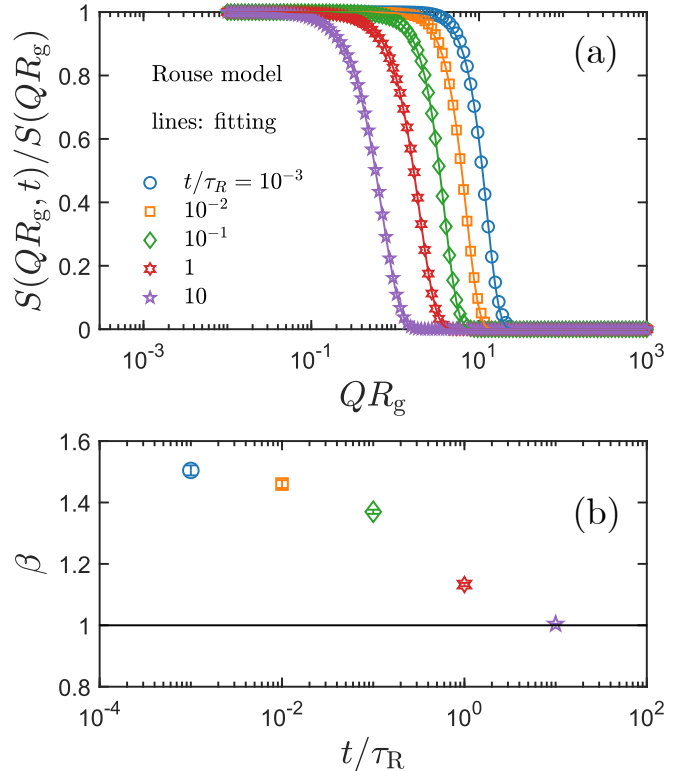 S(QR_g, t)/S(QR_g)
1
0.8
0.6
0.4
0.2
0
(a)
Rouse model
lines: fitting
t/τ_R = 10^-3
10^-2
10^-1
1
10
10^-3
10^-1
10^1
10^3
QR_g
β
1.6
1.4
1.2
1
0.8
(b)
10^-4
10^-2
10^0
10^2
t/τ_R